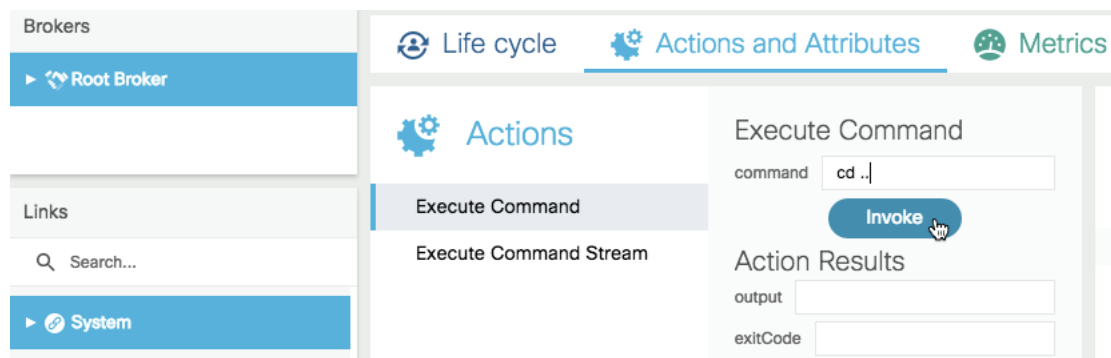 Brokers
Root Broker
Links
Search...
System
Life cycle
Actions and Attributes
Metrics
Actions
Execute Command
Execute Command Stream
Execute Command
command cd ..
Invoke
Action Results
output
exitCode